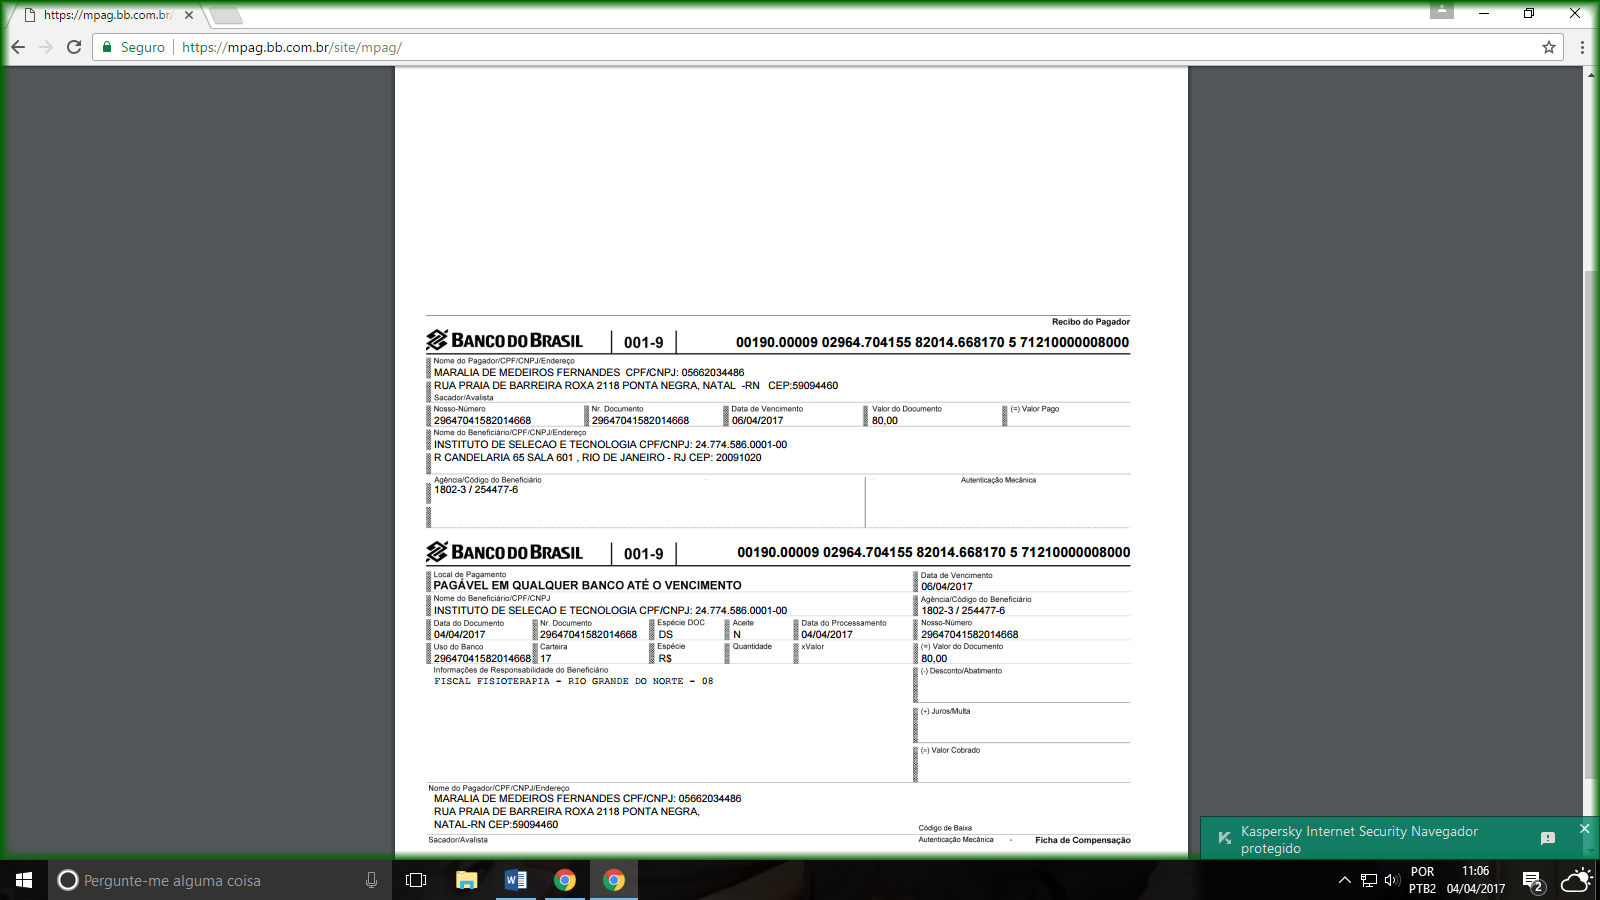 https://mpag.bb.com.br/
Seguro
https://mpag.bb.com.br/site/mpag/
Recibo do Pagador
BANCO DO BRASIL 001-9 00190.00009 02964.704155 82014.668170 5 71210000008000
Nome do Pagador/CPF/CNPJ/Endereço
MARALIA DE MEDEIROS FERNANDES CPF/CNPJ: 05662034486
RUA PRAIA DE BARREIRA ROXA 2118 PONTA NEGRA, NATAL -RN CEP:59094460
Sacador/Avalista
Nosso-Número Nr. Documento Data de Vencimento Valor do Documento (=) Valor Pago
29647041582014668 29647041582014668 06/04/2017 80,00
Nome do Beneficiário/CPF/CNPJ/Endereço
INSTITUTO DE SELECAO E TECNOLOGIA CPF/CNPJ: 24.774.586.0001-00
R CANDELARIA 65 SALA 601 , RIO DE JANEIRO - RJ CEP: 20091020
Agência/Código do Beneficiário Autenticação Mecânica
1802-3 / 254477-6
BANCO DO BRASIL 001-9 00190.00009 02964.704155 82014.668170 5 71210000008000
Local de Pagamento Data de Vencimento
PAGÁVEL EM QUALQUER BANCO ATÉ O VENCIMENTO 06/04/2017
Nome do Beneficiário/CPF/CNPJ Agência/Código do Beneficiário
INSTITUTO DE SELECAO E TECNOLOGIA CPF/CNPJ: 24.774.586.0001-00 1802-3 / 254477-6
Data do Documento Nr. Documento Espécie DOC Aceite Data do Processamento Nosso-Número
04/04/2017 29647041582014668 DS N 04/04/2017 29647041582014668
Uso do Banco Carteira Espécie Quantidade xValor (=) Valor do Documento
29647041582014668 17 R$ 80,00
Informações de Responsabilidade do Beneficiário (-) Desconto/Abatimento
FISCAL FISIOTERAPIA - RIO GRANDE DO NORTE - 08
(+) Juros/Multa
(=) Valor Cobrado
Nome do Pagador/CPF/CNPJ/Endereço
MARALIA DE MEDEIROS FERNANDES CPF/CNPJ: 05662034486
RUA PRAIA DE BARREIRA ROXA 2118 PONTA NEGRA,
NATAL-RN CEP:59094460
Código de Baixa
Sacador/Avalista Autenticação Mecânica - Ficha de Compensação
Kaspersky Internet Security Navegador
protegido
Pergunte-me alguma coisa
POR
PTB2
11:06
04/04/2017
2